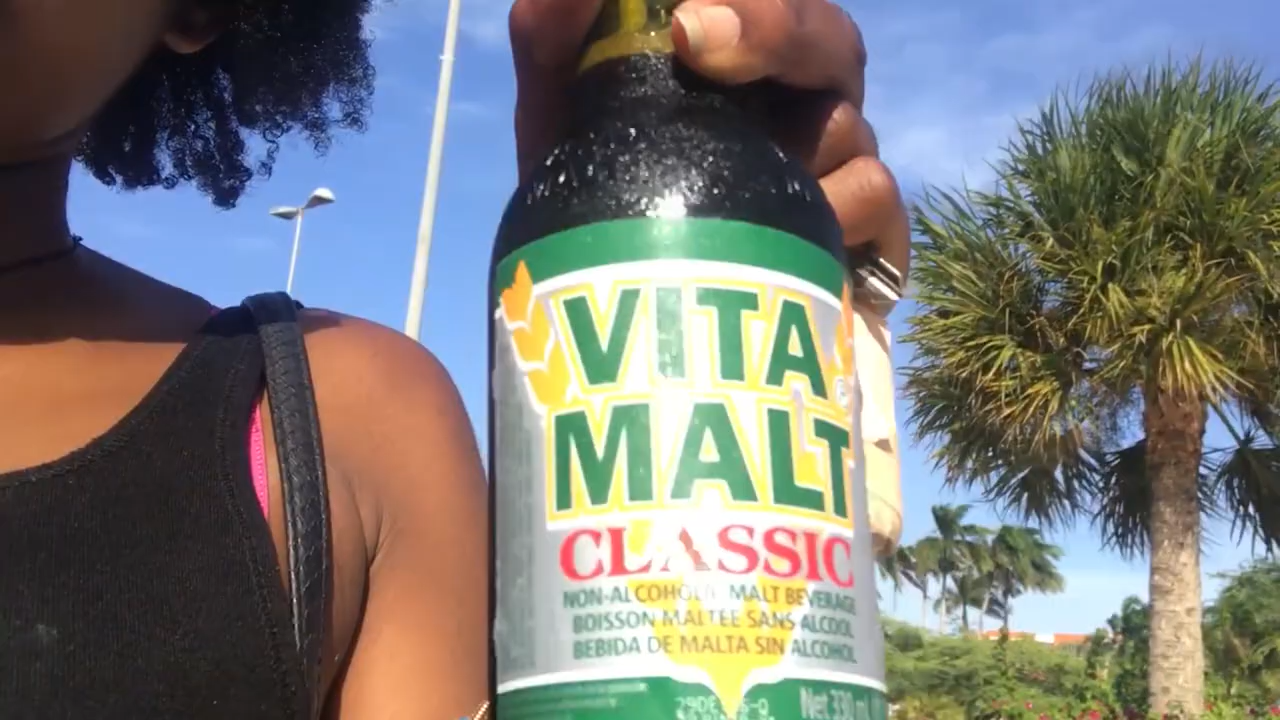 VITA
MALT
CLASSIC
NON-ALCOHOLIC MALT BEVERAGE
BOISSON MALTÉE SANS ALCOOL
BEBIDA DE MALTA SIN ALCOHOL
Net 330 mL